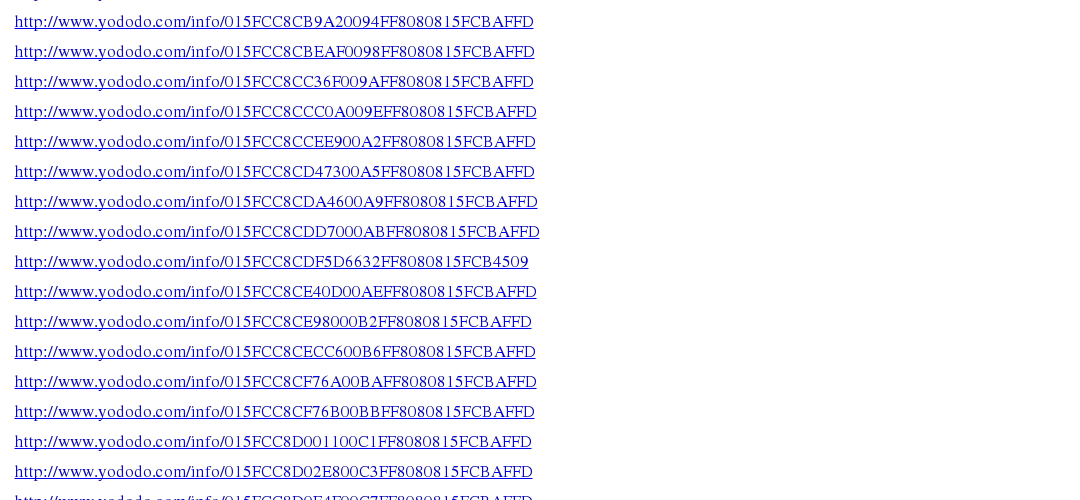 http://www.yododo.com/info/015FCC8CB9A20094FF8080815FCBAFFD
http://www.yododo.com/info/015FCC8CBEAF0098FF8080815FCBAFFD
http://www.yododo.com/info/015FCC8CC36F009AFF8080815FCBAFFD
http://www.yododo.com/info/015FCC8CCC0A009EFF8080815FCBAFFD
http://www.yododo.com/info/015FCC8CCEE900A2FF8080815FCBAFFD
http://www.yododo.com/info/015FCC8CD47300A5FF8080815FCBAFFD
http://www.yododo.com/info/015FCC8CDA4600A9FF8080815FCBAFFD
http://www.yododo.com/info/015FCC8CDD7000ABFF8080815FCBAFFD
http://www.yododo.com/info/015FCC8CDF5D6632FF8080815FCB4509
http://www.yododo.com/info/015FCC8CE40D00AEFF8080815FCBAFFD
http://www.yododo.com/info/015FCC8CE98000B2FF8080815FCBAFFD
http://www.yododo.com/info/015FCC8CECC600B6FF8080815FCBAFFD
http://www.yododo.com/info/015FCC8CF76A00BAFF8080815FCBAFFD
http://www.yododo.com/info/015FCC8CF76B00BBFF8080815FCBAFFD
http://www.yododo.com/info/015FCC8D001100C1FF8080815FCBAFFD
http://www.yododo.com/info/015FCC8D02E800C3FF8080815FCBAFFD